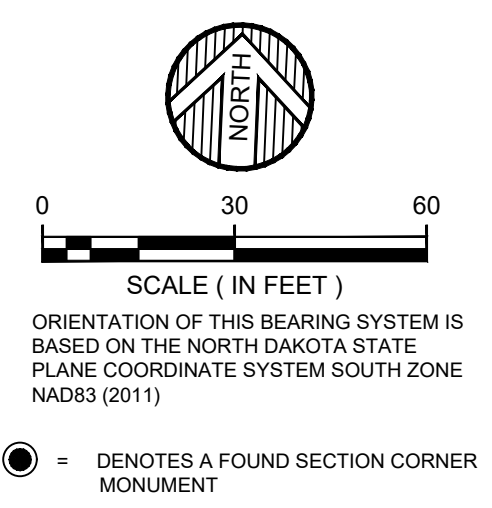 NORTH
0 30 60
SCALE ( IN FEET )
ORIENTATION OF THIS BEARING SYSTEM IS
BASED ON THE NORTH DAKOTA STATE
PLANE COORDINATE SYSTEM SOUTH ZONE
NAD83 (2011)
= DENOTES A FOUND SECTION CORNER
MONUMENT